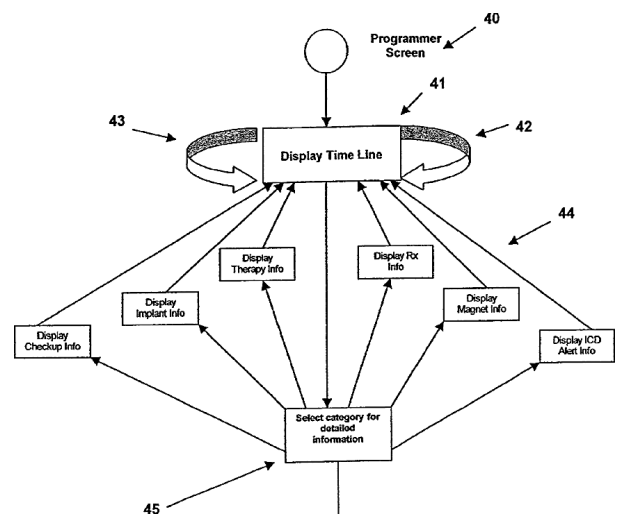 40
Programmer
Screen
41
43
42
Display Time Line
44
Display
Therapy Info
Display Rx
Info
Display
Implant Info
Display
Magnet Info
Display
Checkup Info
Display ICD
Alert Info
Select category for
detailed
information
45